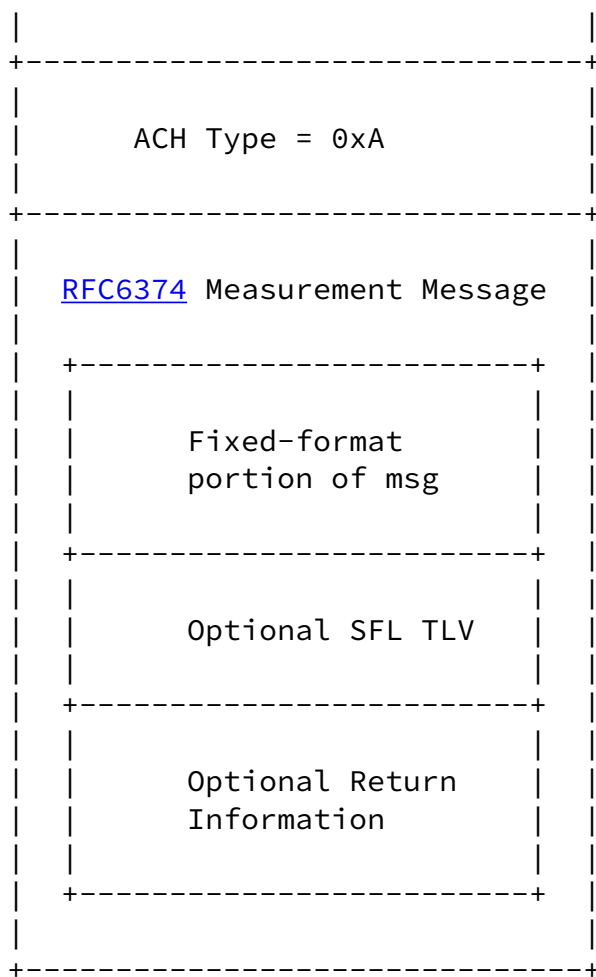 ACH Type = 0xA
RFC6374 Measurement Message
Fixed-format
portion of msg
Optional SFL TLV
Optional Return
Information